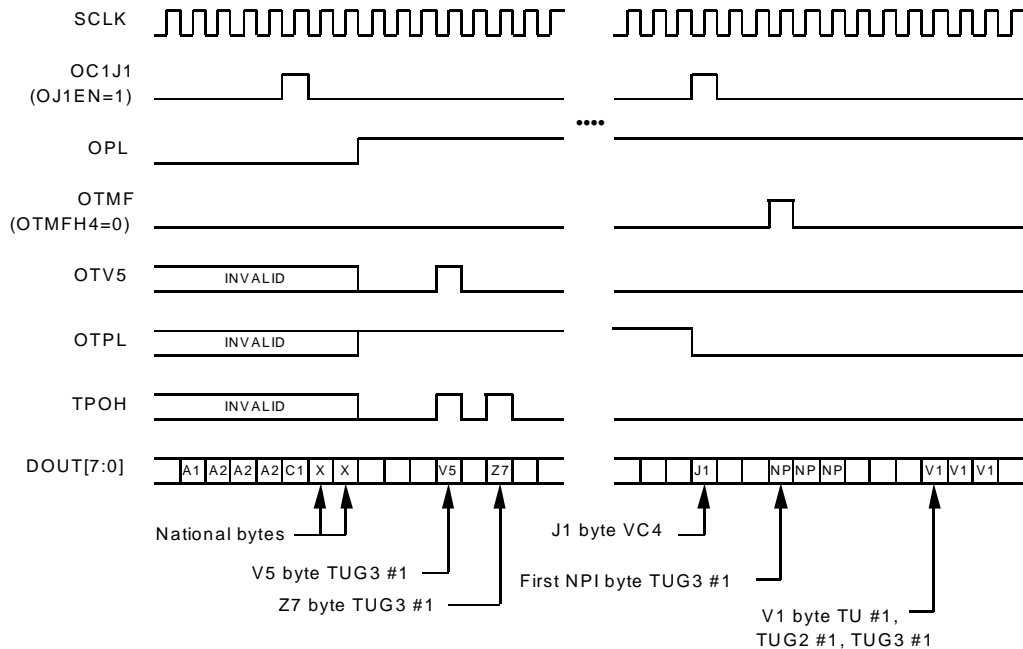 SCLK
OC1J1
(OJ1EN=1)
••••
OPL
OTMF
(OTMFH4=0)
OTV5
INVALID
OTPL
INVALID
TPOH
INVALID
DOUT[7:0]
A1 A2 A2 A2 C1 X X V5 Z7 J1 NP NP NP V1 V1 V1
National bytes
J1 byte VC4
V5 byte TUG3 #1
First NPI byte TUG3 #1
Z7 byte TUG3 #1
V1 byte TU #1,
TUG2 #1, TUG3 #1